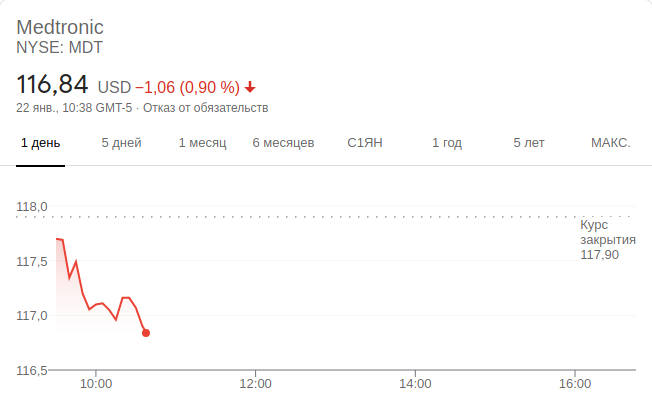 Medtronic
NYSE: MDT
116,84 USD −1,06 (0,90 %)
22 янв., 10:38 GMT-5 · Отказ от обязательств
1 день 5 дней 1 месяц 6 месяцев С1ЯН 1 год 5 лет МАКС.
118,0
Курс
закрытия
117,90
117,5
117,0
116,5
10:00 12:00 14:00 16:00